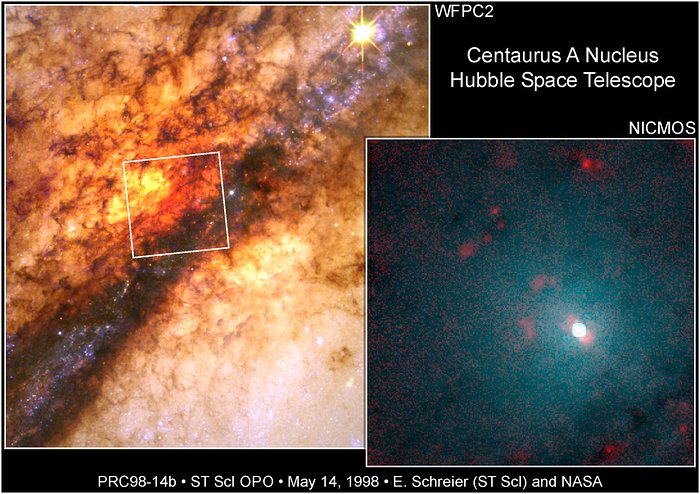 WFPC2
Centaurus A Nucleus
Hubble Space Telescope
NICMOS
PRC98-14b • ST ScI OPO • May 14, 1998 • E. Schreier (ST ScI) and NASA